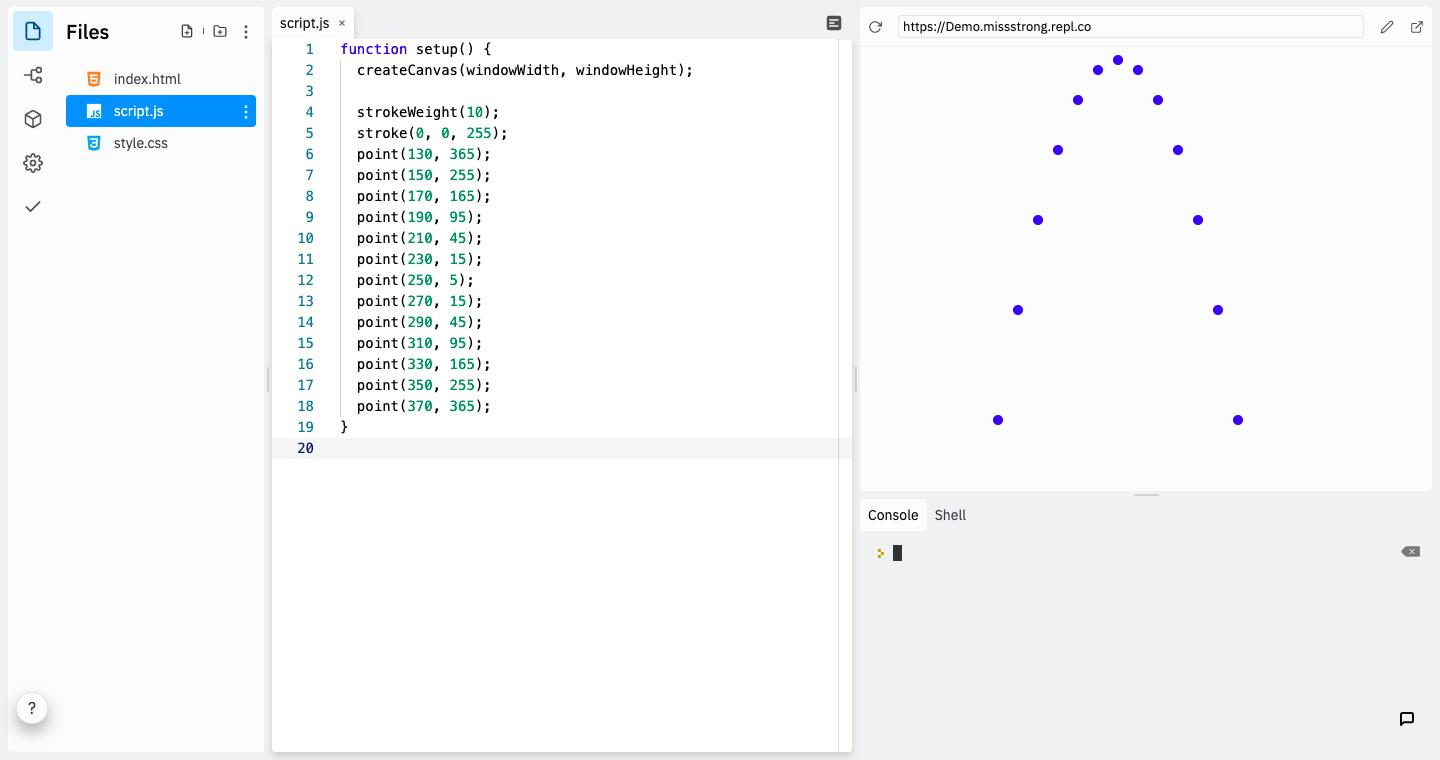 Files
index.html
script.js
style.css
?
script.js ×
1 function setup() {
2   createCanvas(windowWidth, windowHeight);
3
4   strokeWeight(10);
5   stroke(0, 0, 255);
6   point(130, 365);
7   point(150, 255);
8   point(170, 165);
9   point(190, 95);
10   point(210, 45);
11   point(230, 15);
12   point(250, 5);
13   point(270, 15);
14   point(290, 45);
15   point(310, 95);
16   point(330, 165);
17   point(350, 255);
18   point(370, 365);
19 }
20
https://Demo.missstrong.repl.co
Console Shell